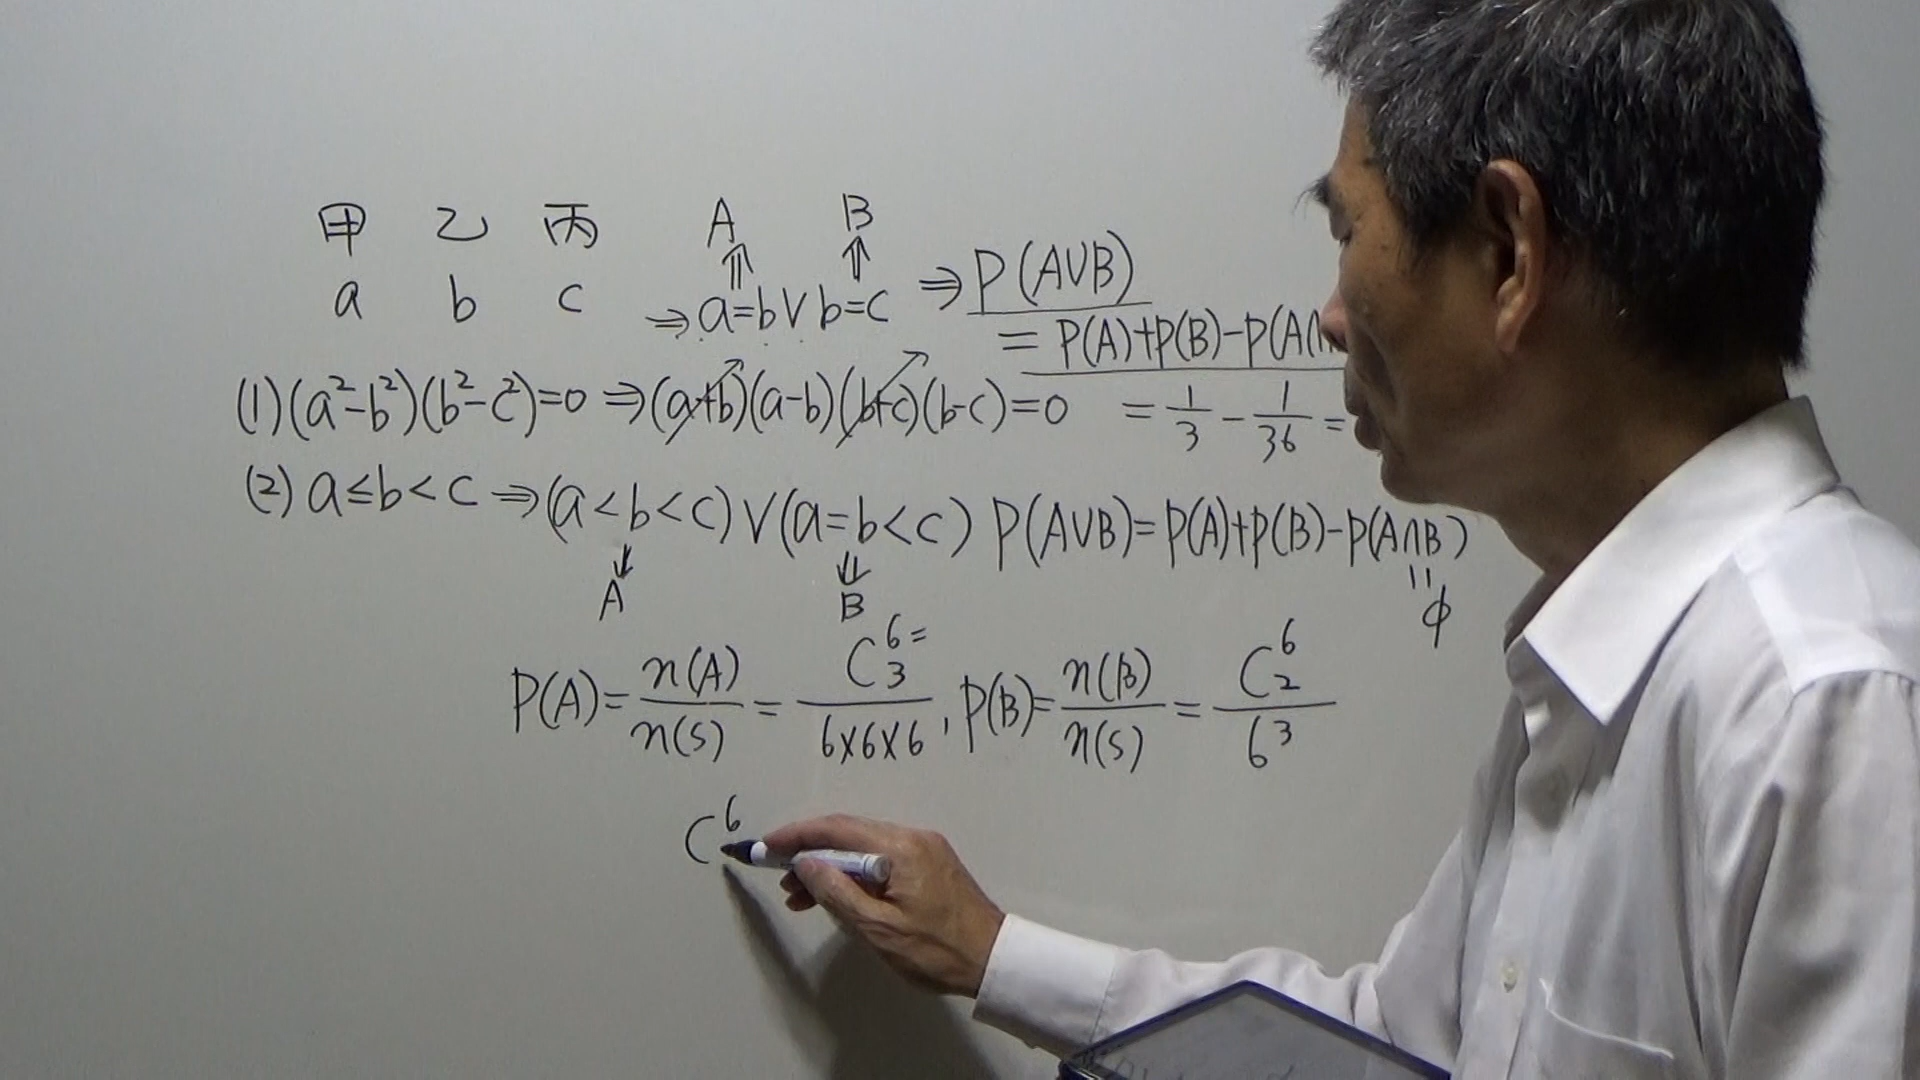 甲 乙 丙 A B
a b c ⇒ a=b∨b=c ⇒ P(A∪B)
= P(A)+P(B)-P(A∩
(1)(a²-b²)(b²-c²)=0 ⇒(a+b)(a-b)(b+c)(b-c)=0 = 1/3 - 1/36 =
(2) a≤b<c ⇒(a<b<c)∨(a=b<c) P(A∪B)=P(A)+P(B)-P(A∩B)
A B = φ
P(A)= n(A)/n(S) = C⁶₃ = / 6×6×6 , P(B)= n(B)/n(S) = C⁶₂ / 6³
C⁶